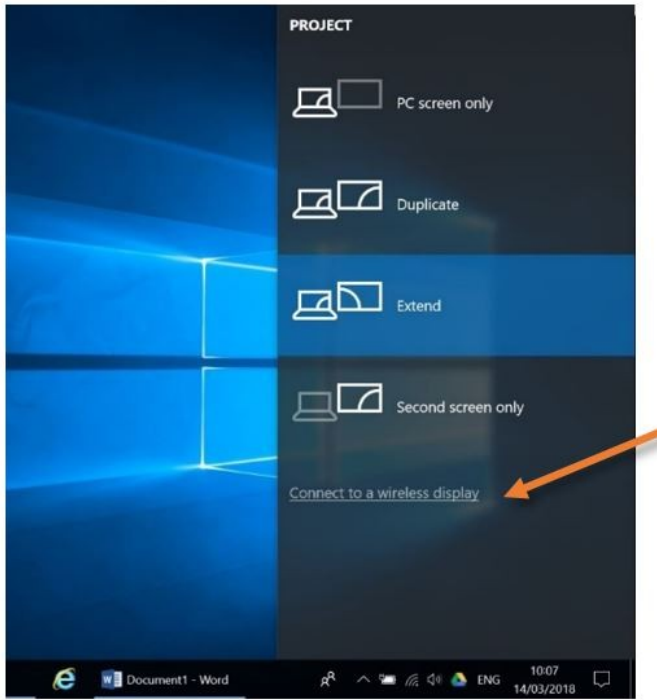 PROJECT
PC screen only
Duplicate
Extend
Second screen only
Connect to a wireless display
Document1 - Word
ENG
10:07
14/03/2018